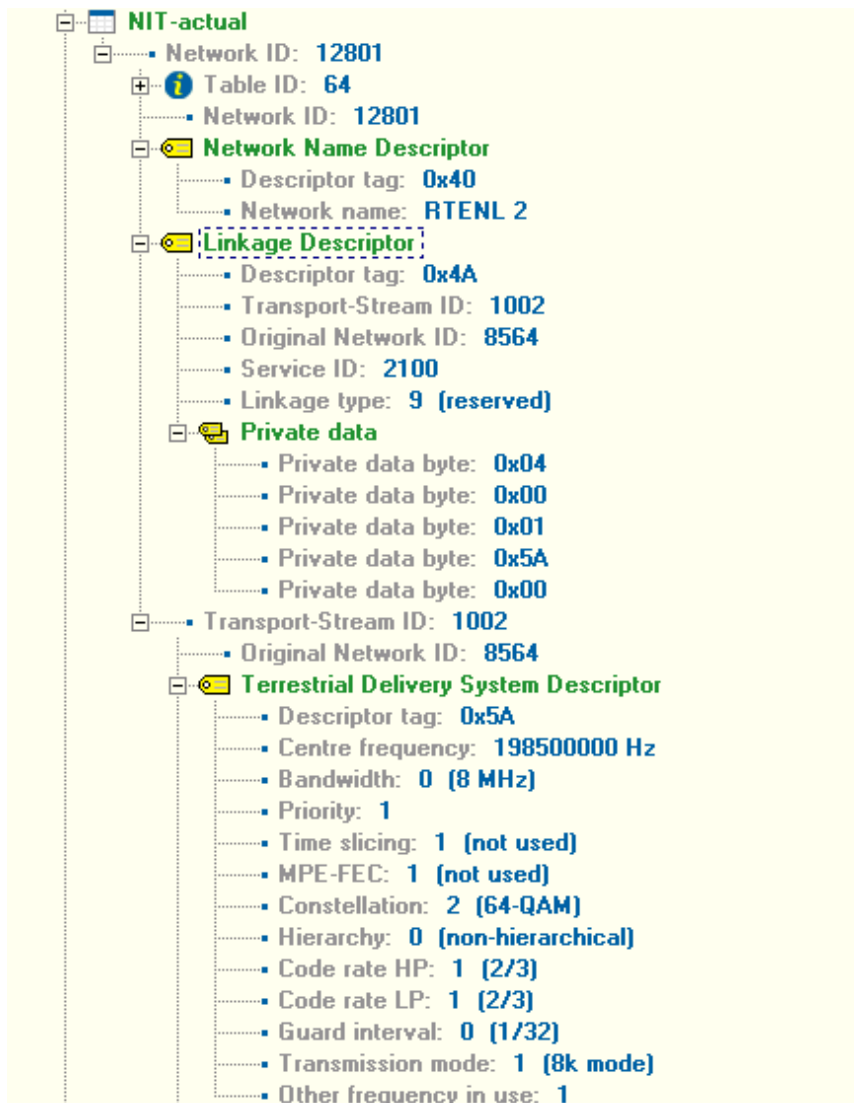 NIT-actual
Network ID: 12801
Table ID: 64
Network ID: 12801
Network Name Descriptor
Descriptor tag: 0x40
Network name: RTENL 2
Linkage Descriptor
Descriptor tag: 0x4A
Transport-Stream ID: 1002
Original Network ID: 8564
Service ID: 2100
Linkage type: 9 (reserved)
Private data
Private data byte: 0x04
Private data byte: 0x00
Private data byte: 0x01
Private data byte: 0x5A
Private data byte: 0x00
Transport-Stream ID: 1002
Original Network ID: 8564
Terrestrial Delivery System Descriptor
Descriptor tag: 0x5A
Centre frequency: 198500000 Hz
Bandwidth: 0 (8 MHz)
Priority: 1
Time slicing: 1 (not used)
MPE-FEC: 1 (not used)
Constellation: 2 (64-QAM)
Hierarchy: 0 (non-hierarchical)
Code rate HP: 1 (2/3)
Code rate LP: 1 (2/3)
Guard interval: 0 (1/32)
Transmission mode: 1 (8k mode)
Other frequency in use: 1